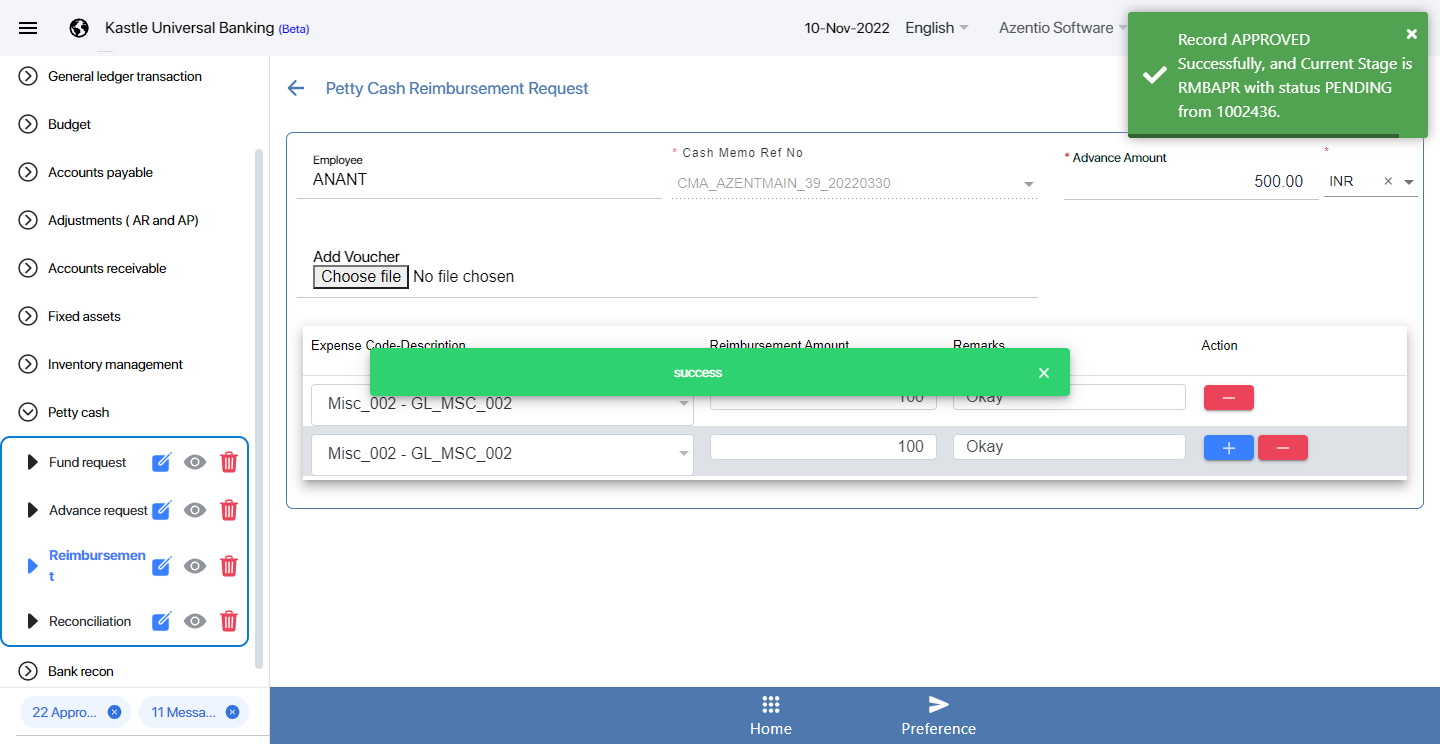 Kastle Universal Banking (Beta)
10-Nov-2022
English
Azentio Software
Record APPROVED
Successfully, and Current Stage is
RMBAPR with status PENDING
from 1002436.
General ledger transaction
Budget
Accounts payable
Adjustments ( AR and AP)
Accounts receivable
Fixed assets
Inventory management
Petty cash
Fund request
Advance request
Reimbursemen
t
Reconciliation
Bank recon
22 Appro...
11 Messa...
Petty Cash Reimbursement Request
Employee
ANANT
* Cash Memo Ref No
CMA_AZENTMAIN_39_20220330
* Advance Amount
500.00
*
INR
Add Voucher
Choose file No file chosen
Expense Code-Description
Reimbursement Amount
Remarks
Action
success
Misc_002 - GL_MSC_002
100
Okay
Misc_002 - GL_MSC_002
100
Okay
Home
Preference